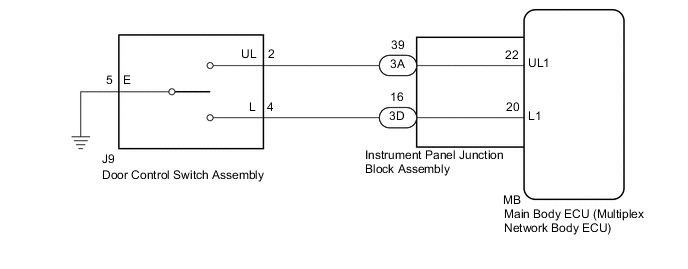 39
UL 2 3A 22 UL1
5 E
16
L 4 3D 20 L1
J9
Door Control Switch Assembly
Instrument Panel Junction
Block Assembly
MB
Main Body ECU (Multiplex
Network Body ECU)